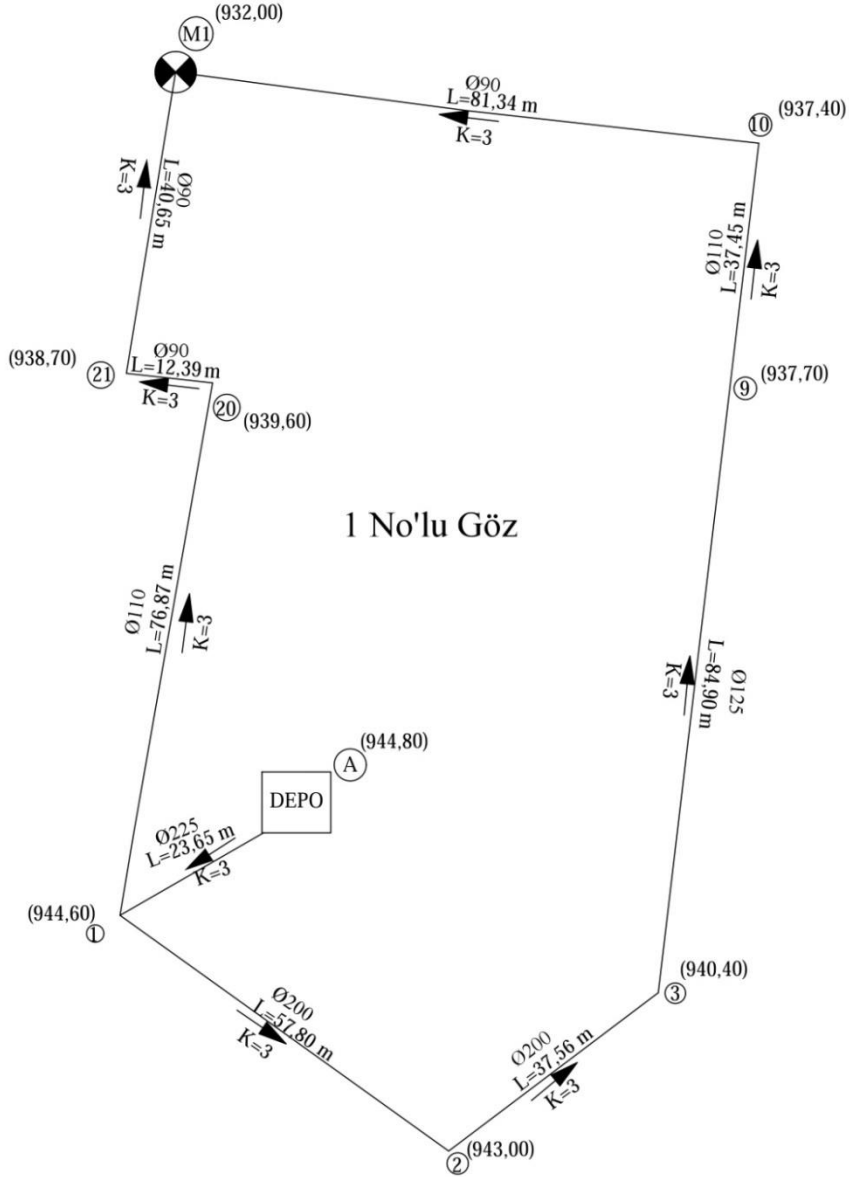 (932,00)
M1
Ø90
L=81,34 m
K=3
(937,40)
10
Ø90
L=40,65 m
K=3
Ø110
L=37,45 m
K=3
(938,70)
21
Ø90
L=12,39 m
K=3
20
(939,60)
9
(937,70)
1 No'lu Göz
Ø110
L=76,87 m
K=3
Ø125
L=84,90 m
K=3
(944,80)
A
DEPO
Ø225
L=23,65 m
K=3
(944,60)
1
(940,40)
3
Ø200
L=57,80 m
K=3
Ø200
L=37,56 m
K=3
(943,00)
2